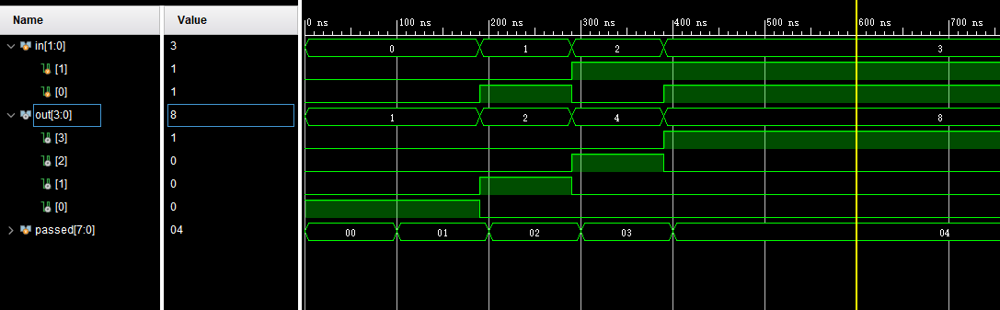 Name Value 0 ns 100 ns 200 ns 300 ns 400 ns 500 ns 600 ns 700 ns
in[1:0] 3 0 1 2 3
[1] 1
[0] 1
out[3:0] 8 1 2 4 8
[3] 1
[2] 0
[1] 0
[0] 0
passed[7:0] 04 00 01 02 03 04